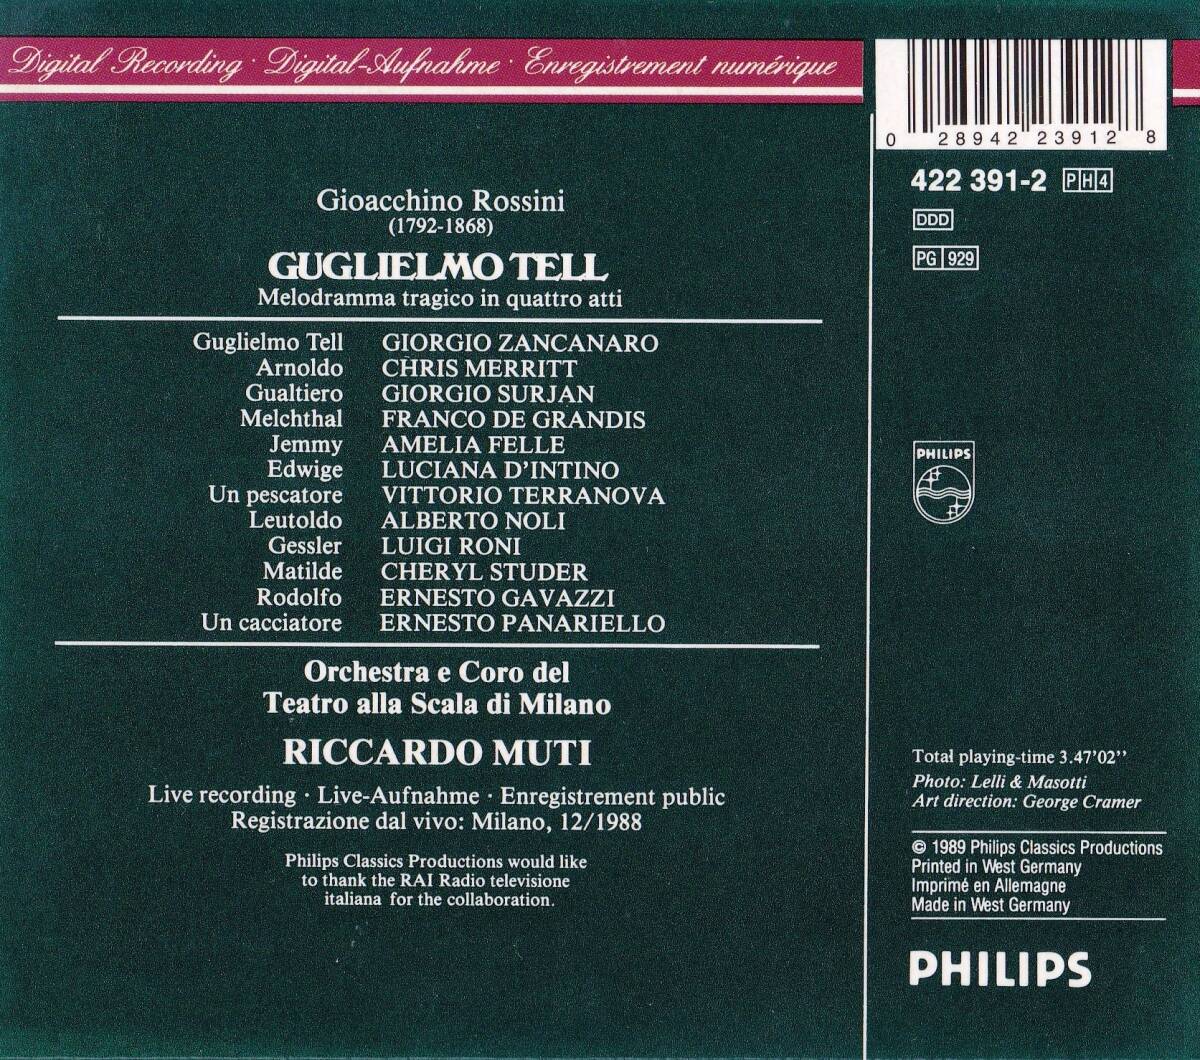 Digital Recording · Digital-Aufnahme · Enregistrement numérique
0 28942 23912 8
422 391-2 PH4
DDD
PG 929
Gioacchino Rossini
(1792-1868)
GUGLIELMO TELL
Melodramma tragico in quattro atti
Guglielmo Tell GIORGIO ZANCANARO
Arnoldo CHRIS MERRITT
Gualtiero GIORGIO SURJAN
Melchthal FRANCO DE GRANDIS
Jemmy AMELIA FELLE
Edwige LUCIANA D'INTINO
Un pescatore VITTORIO TERRANOVA
Leutoldo ALBERTO NOLI
Gessler LUIGI RONI
Matilde CHERYL STUDER
Rodolfo ERNESTO GAVAZZI
Un cacciatore ERNESTO PANARIELLO
Orchestra e Coro del
Teatro alla Scala di Milano
RICCARDO MUTI
Live recording · Live-Aufnahme · Enregistrement public
Registrazione dal vivo: Milano, 12/1988
Philips Classics Productions would like
to thank the RAI Radio televisione
italiana for the collaboration.
PHILIPS
Total playing-time 3.47'02''
Photo: Lelli & Masotti
Art direction: George Cramer
© 1989 Philips Classics Productions
Printed in West Germany
Imprimé en Allemagne
Made in West Germany
PHILIPS